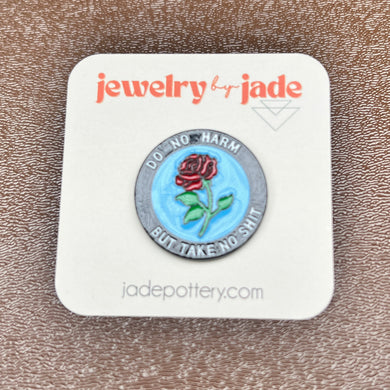 jewelry by jade
DO NO HARM
BUT TAKE NO SHIT
jadepottery.com